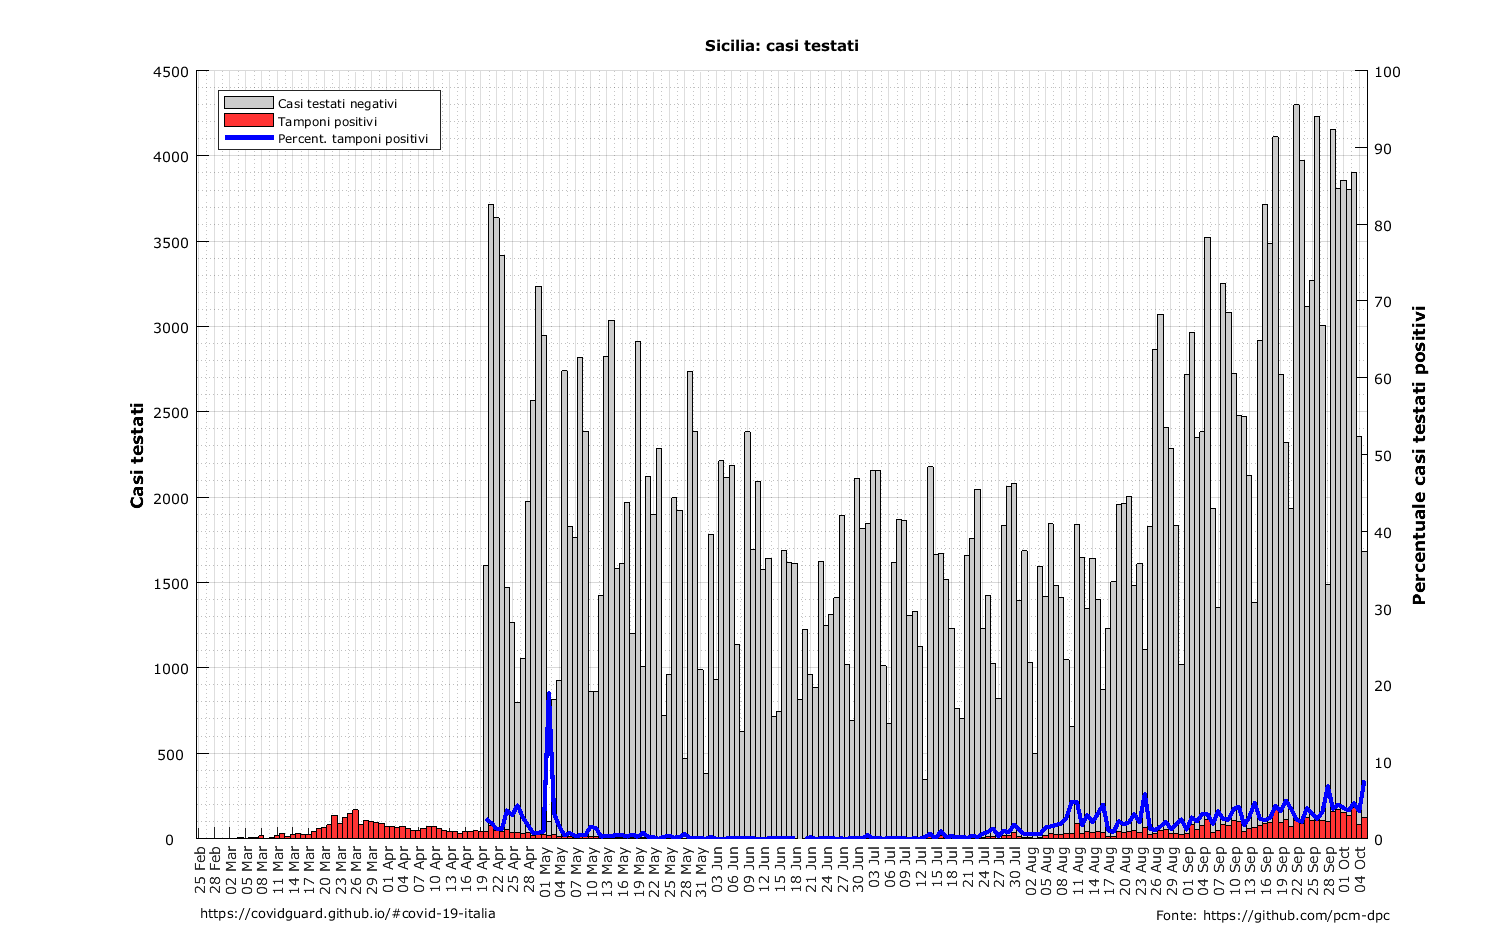 Sicilia: casi testati
4500
4000
3500
3000
2500
2000
1500
1000
500
0
Casi testati
Casi testati negativi
Tamponi positivi
Percent. tamponi positivi
100
90
80
70
60
50
40
30
20
10
0
Percentuale casi testati positivi
25 Feb
28 Feb
02 Mar
05 Mar
08 Mar
11 Mar
14 Mar
17 Mar
20 Mar
23 Mar
26 Mar
29 Mar
01 Apr
04 Apr
07 Apr
10 Apr
13 Apr
16 Apr
19 Apr
22 Apr
25 Apr
28 Apr
01 May
04 May
07 May
10 May
13 May
16 May
19 May
22 May
25 May
28 May
31 May
03 Jun
06 Jun
09 Jun
12 Jun
15 Jun
18 Jun
21 Jun
24 Jun
27 Jun
30 Jun
03 Jul
06 Jul
09 Jul
12 Jul
15 Jul
18 Jul
21 Jul
24 Jul
27 Jul
30 Jul
02 Aug
05 Aug
08 Aug
11 Aug
14 Aug
17 Aug
20 Aug
23 Aug
26 Aug
29 Aug
01 Sep
04 Sep
07 Sep
10 Sep
13 Sep
16 Sep
19 Sep
22 Sep
25 Sep
28 Sep
01 Oct
04 Oct
https://covidguard.github.io/#covid-19-italia
Fonte: https://github.com/pcm-dpc